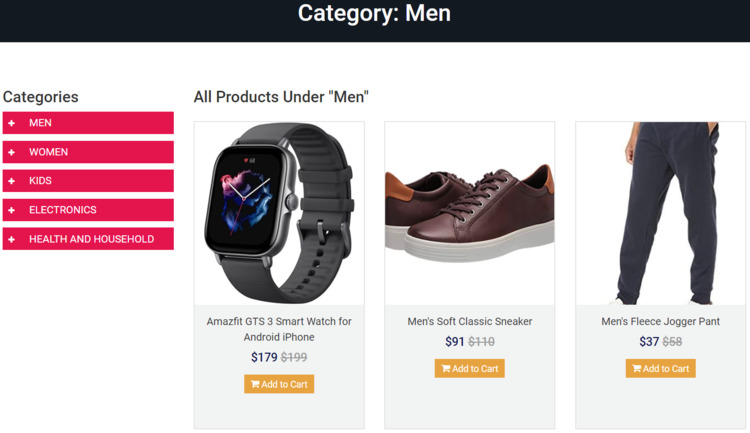 Category: Men
Categories
MEN
WOMEN
KIDS
ELECTRONICS
HEALTH AND HOUSEHOLD
All Products Under "Men"
68
Amazfit GTS 3 Smart Watch for
Android iPhone
$179 $199
Add to Cart
Men's Soft Classic Sneaker
$91 $110
Add to Cart
Men's Fleece Jogger Pant
$37 $58
Add to Cart